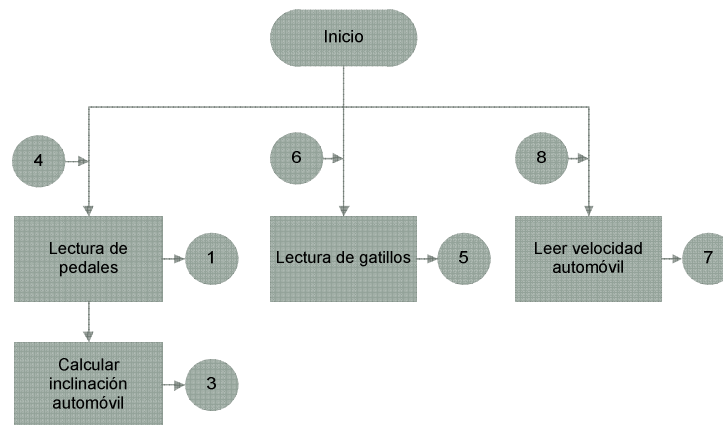 Inicio
4
6
8
Lectura de
pedales
1
Lectura de gatillos
5
Leer velocidad
automóvil
7
Calcular
inclinación
automóvil
3